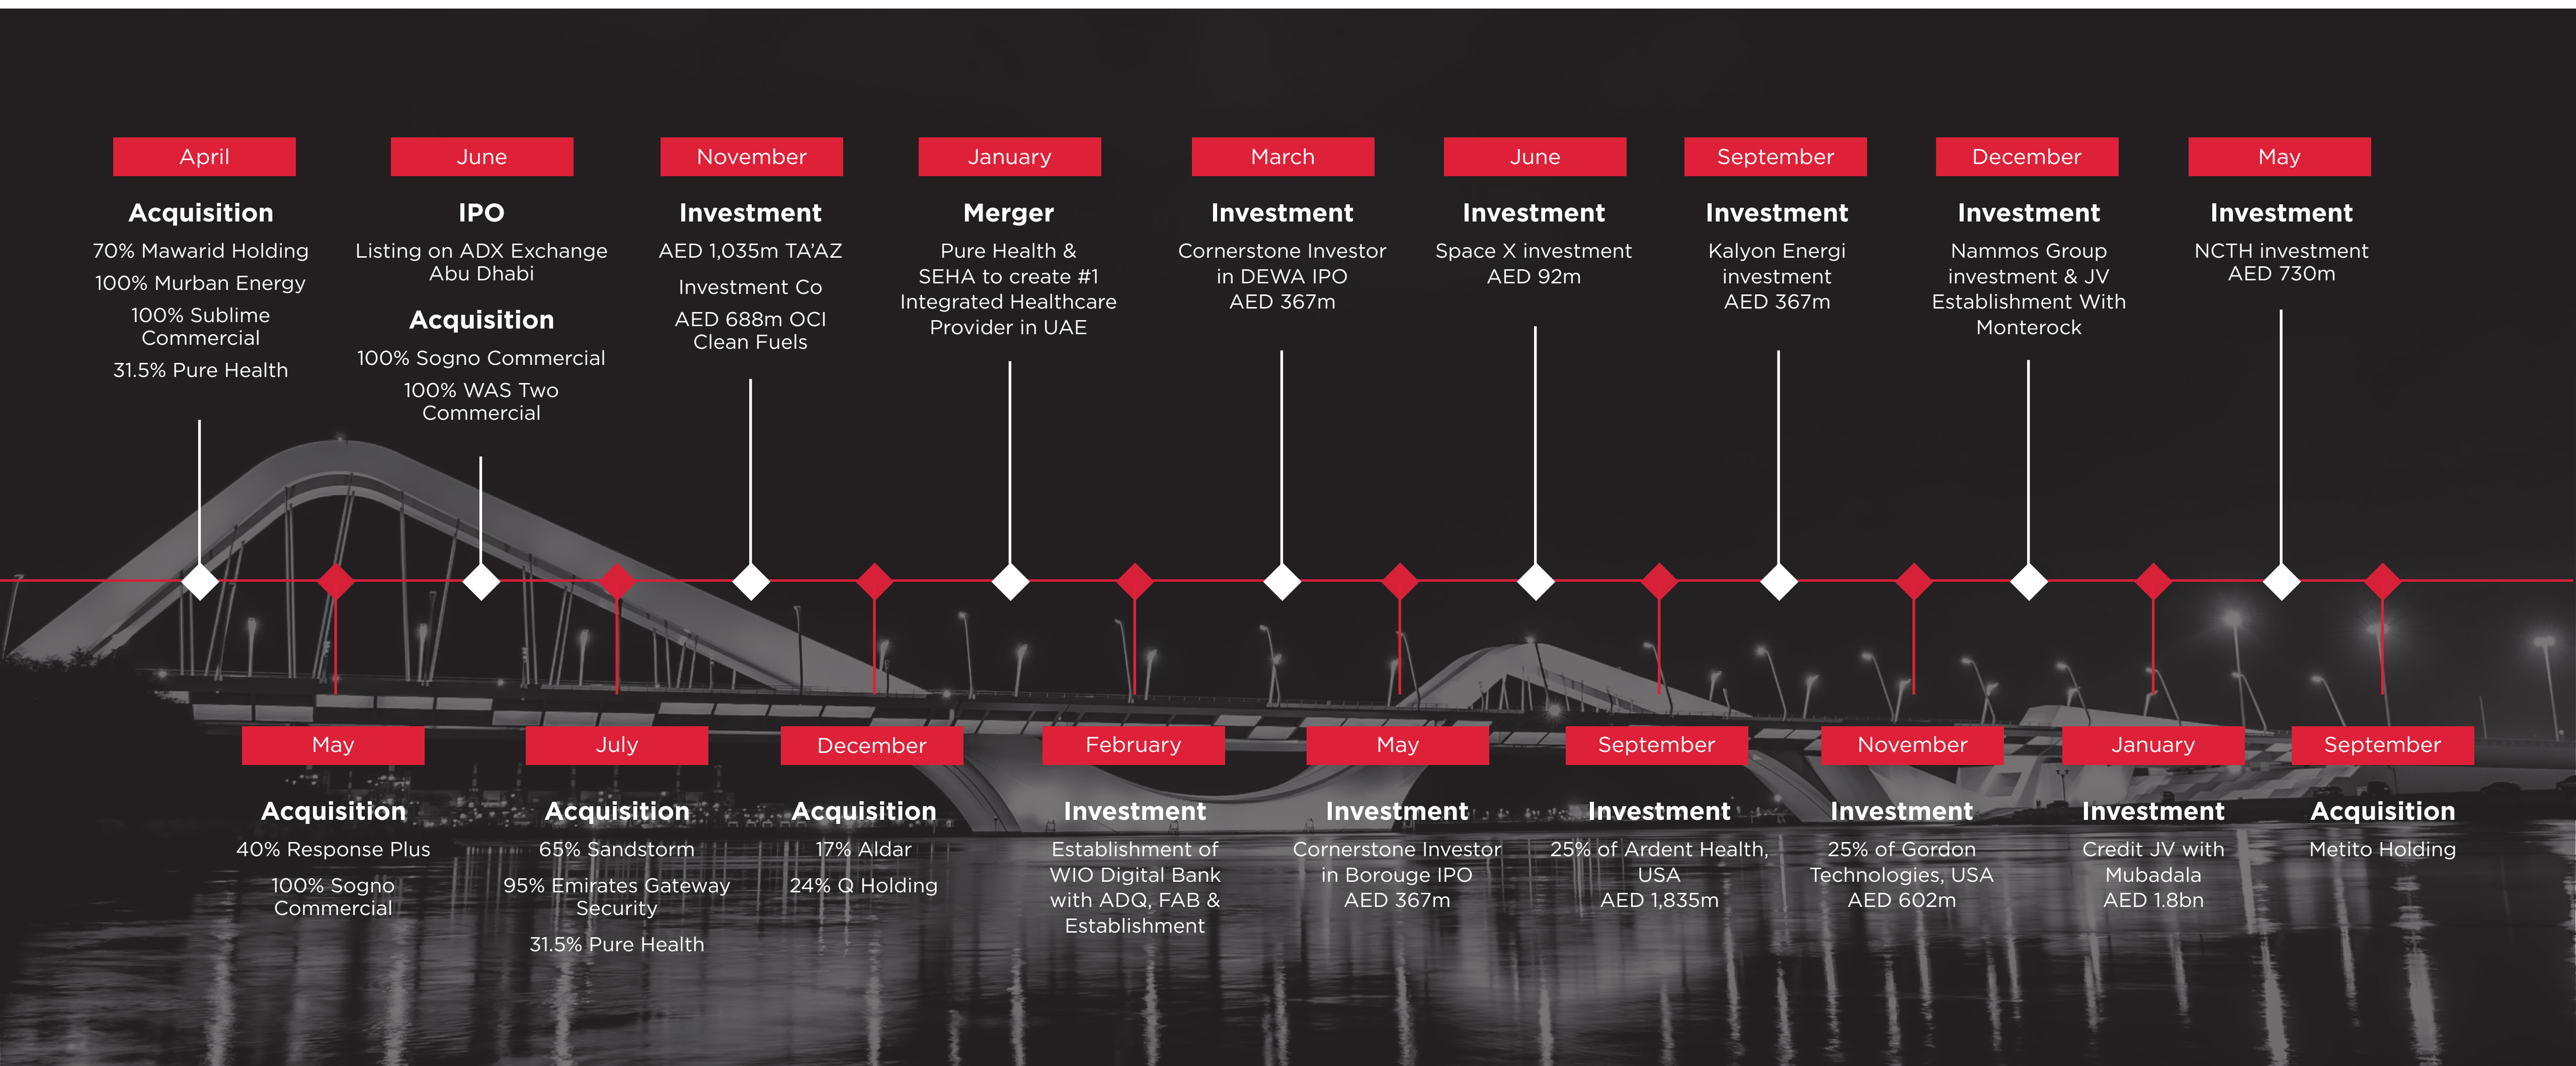 April
Acquisition
70% Mawarid Holding
100% Murban Energy
100% Sublime
Commercial
31.5% Pure Health
June
IPO
Listing on ADX Exchange
Abu Dhabi
Acquisition
100% Sogno Commercial
100% WAS Two
Commercial
November
Investment
AED 1,035m TA’AZ
Investment Co
AED 688m OCI
Clean Fuels
January
Merger
Pure Health &
SEHA to create #1
Integrated Healthcare
Provider in UAE
March
Investment
Cornerstone Investor
in DEWA IPO
AED 367m
June
Investment
Space X investment
AED 92m
September
Investment
Kalyon Energi
investment
AED 367m
December
Investment
Nammos Group
investment & JV
Establishment With
Monterock
May
Investment
NCTH investment
AED 730m
May
Acquisition
40% Response Plus
100% Sogno
Commercial
July
Acquisition
65% Sandstorm
95% Emirates Gateway
Security
31.5% Pure Health
December
Acquisition
17% Aldar
24% Q Holding
February
Investment
Establishment of
WIO Digital Bank
with ADQ, FAB &
Establishment
May
Investment
Cornerstone Investor
in Borouge IPO
AED 367m
September
Investment
25% of Ardent Health,
USA
AED 1,835m
November
Investment
25% of Gordon
Technologies, USA
AED 602m
January
Investment
Credit JV with
Mubadala
AED 1.8bn
September
Acquisition
Metito Holding